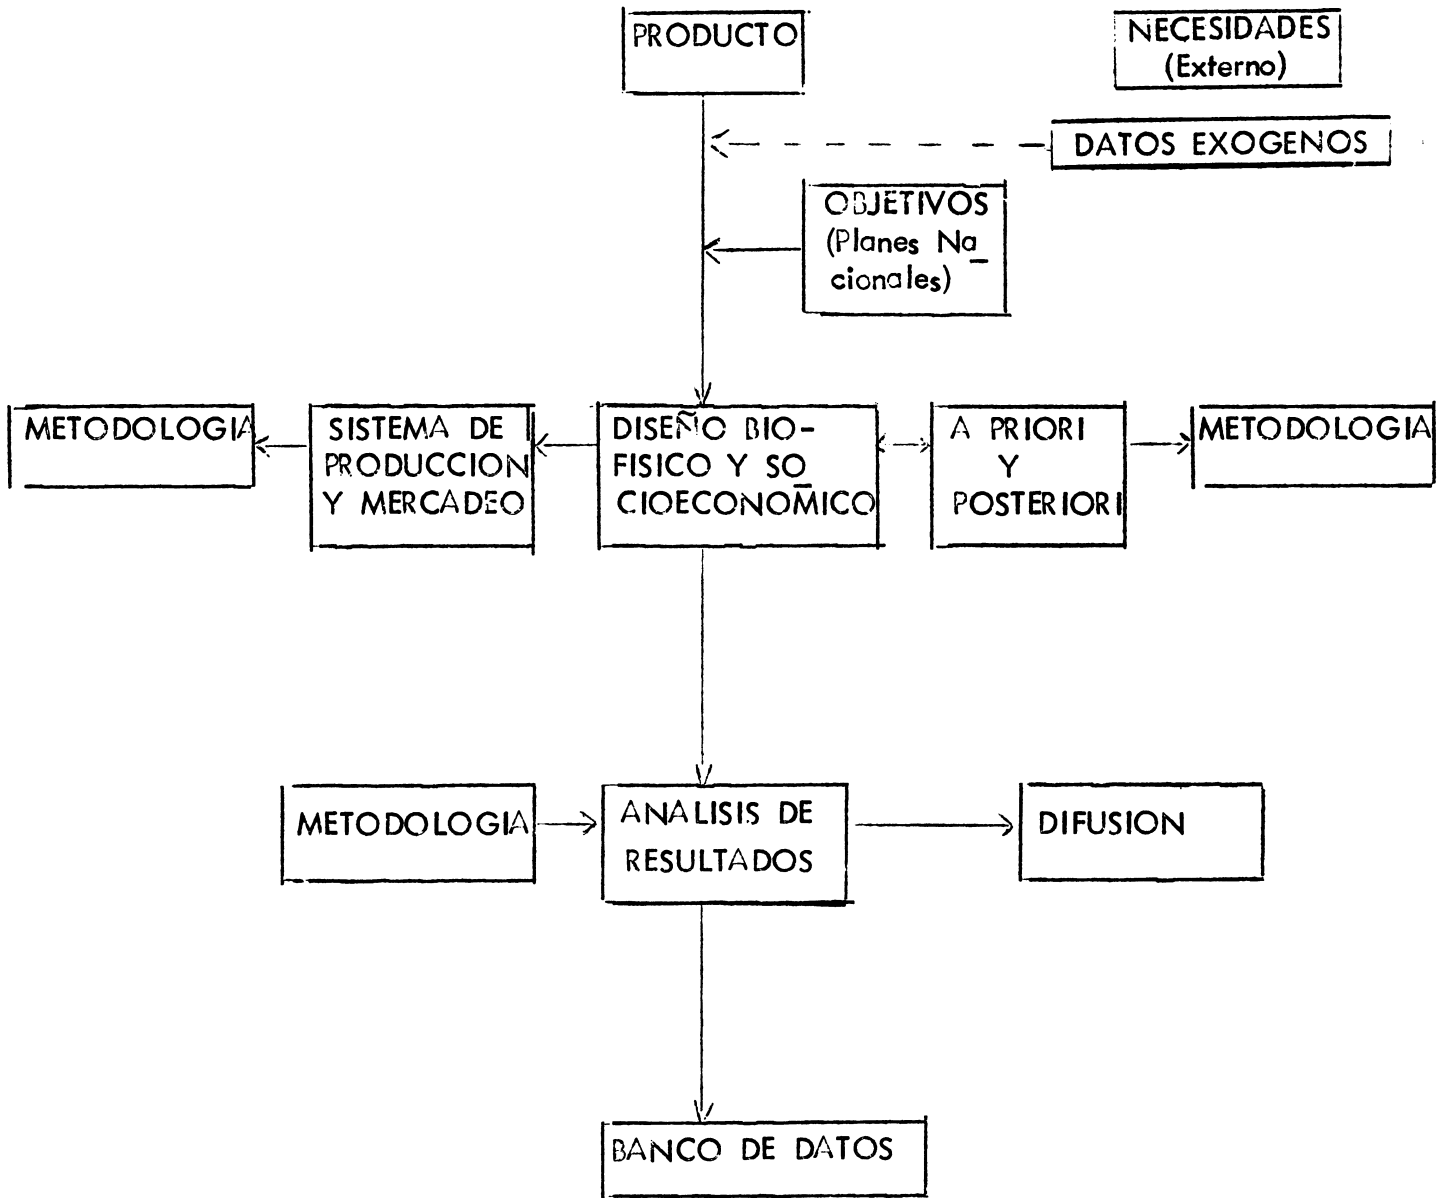 PRODUCTO
NECESIDADES
(Externo)
DATOS EXOGENOS
OBJETIVOS
(Planes Na
cionales)
METODOLOGIA
SISTEMA DE
PRODUCCION
Y MERCADEO
DISEÑO BIO-
FISICO Y SO
CIOECONOMICO
A PRIORI
Y
POSTERIORI
METODOLOGIA
METODOLOGIA
ANALISIS DE
RESULTADOS
DIFUSION
BANCO DE DATOS